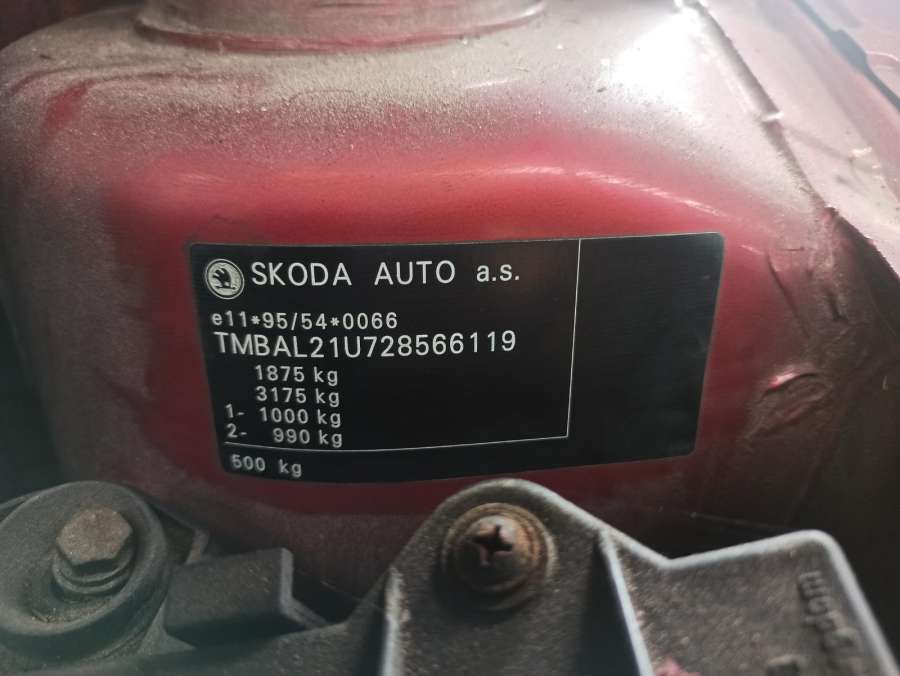 SKODA AUTO a.s.
e11*95/54*0066
TMBAL21U728566119
1875 kg
3175 kg
1- 1000 kg
2- 990 kg
500 kg